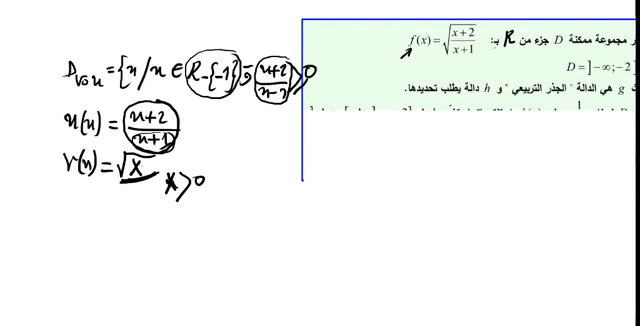 ر مجموعة ممكنة D جزء من R بـ: f(x) = √((x+2)/(x+1))
D = ]−∞;−2]
g هي الدالة "الجذر التربيعي" و h دالة يطلب تحديدها.
D_vou = {x / x ∈ R−{−1} ; (x+2)/(x−1) ⩾ 0
u(x) = (x+2)/(x+1)
v(x) = √x
x ⩾ 0